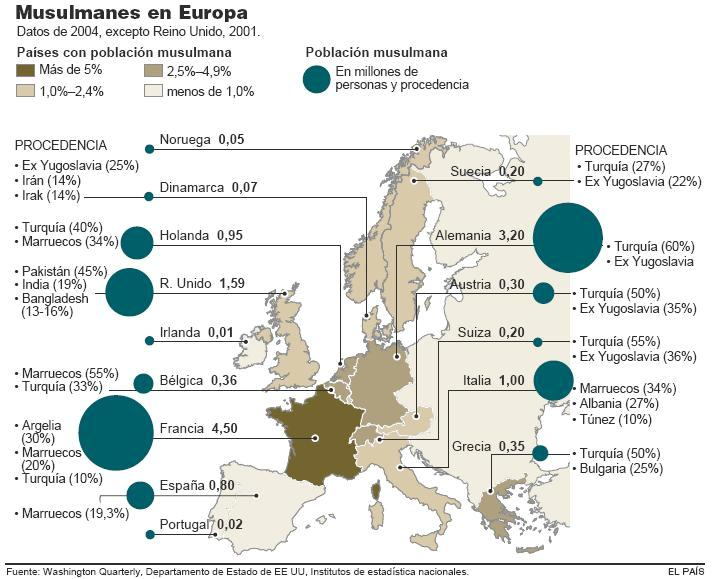 Musulmanes en Europa
Datos de 2004, excepto Reino Unido, 2001.
Países con población musulmana
Más de 5%
2,5%–4,9%
1,0%–2,4%
menos de 1,0%
Población musulmana
En millones de
personas y procedencia
PROCEDENCIA
Noruega 0,05
• Ex Yugoslavia (25%)
• Irán (14%)
• Irak (14%)
Dinamarca 0,07
• Turquía (40%)
• Marruecos (34%)
Holanda 0,95
• Pakistán (45%)
• India (19%)
• Bangladesh
(13-16%)
R. Unido 1,59
Irlanda 0,01
• Marruecos (55%)
• Turquía (33%)
Bélgica 0,36
• Argelia
(30%)
• Marruecos
(20%)
• Turquía (10%)
Francia 4,50
España 0,80
• Marruecos (19,3%)
Portugal 0,02
PROCEDENCIA
Suecia 0,20
• Turquía (27%)
• Ex Yugoslavia (22%)
Alemania 3,20
• Turquía (60%)
• Ex Yugoslavia
Austria 0,30
• Turquía (50%)
• Ex Yugoslavia (35%)
Suiza 0,20
• Turquía (55%)
• Ex Yugoslavia (36%)
Italia 1,00
• Marruecos (34%)
• Albania (27%)
• Túnez (10%)
Grecia 0,35
• Turquía (50%)
• Bulgaria (25%)
Fuente: Washington Quarterly, Departamento de Estado de EE UU, Institutos de estadística nacionales.
EL PAÍS